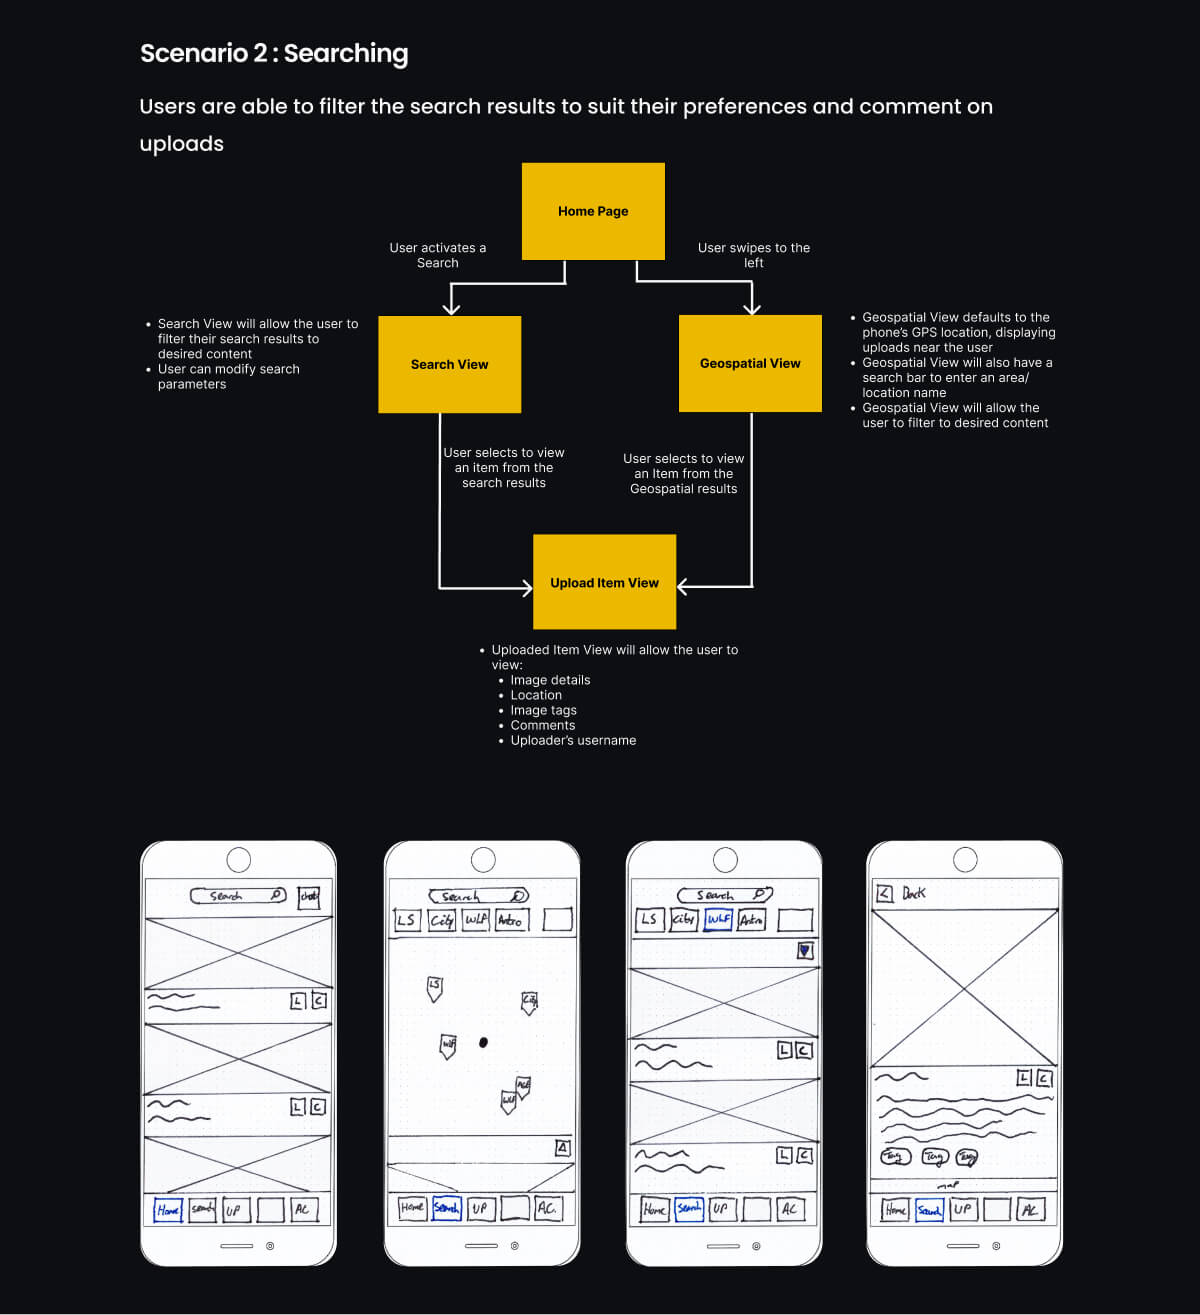 Scenario 2 : Searching
Users are able to filter the search results to suit their preferences and comment on
uploads
Home Page
User activates a
Search
User swipes to the
left
• Search View will allow the user to
filter their search results to
desired content
• User can modify search
parameters
Search View
Geospatial View
• Geospatial View defaults to the
phone's GPS location, displaying
uploads near the user
• Geospatial View will also have a
search bar to enter an area/
location name
• Geospatial View will allow the
user to filter to desired content
User selects to view
an item from the
search results
User selects to view
an Item from the
Geospatial results
Upload Item View
• Uploaded Item View will allow the user to
view:
• Image details
• Location
• Image tags
• Comments
• Uploader's username
Search
chat
L C
L C
Home Search UP AC
Search
LS City WLF Astro
LS
City
WLF
WLF
Home Search UP AC.
Search
LS City WLF Astro
L C
L C
Home Search UP AC
< Back
L C
Tag Tag Tag
map
Home Search UP AC